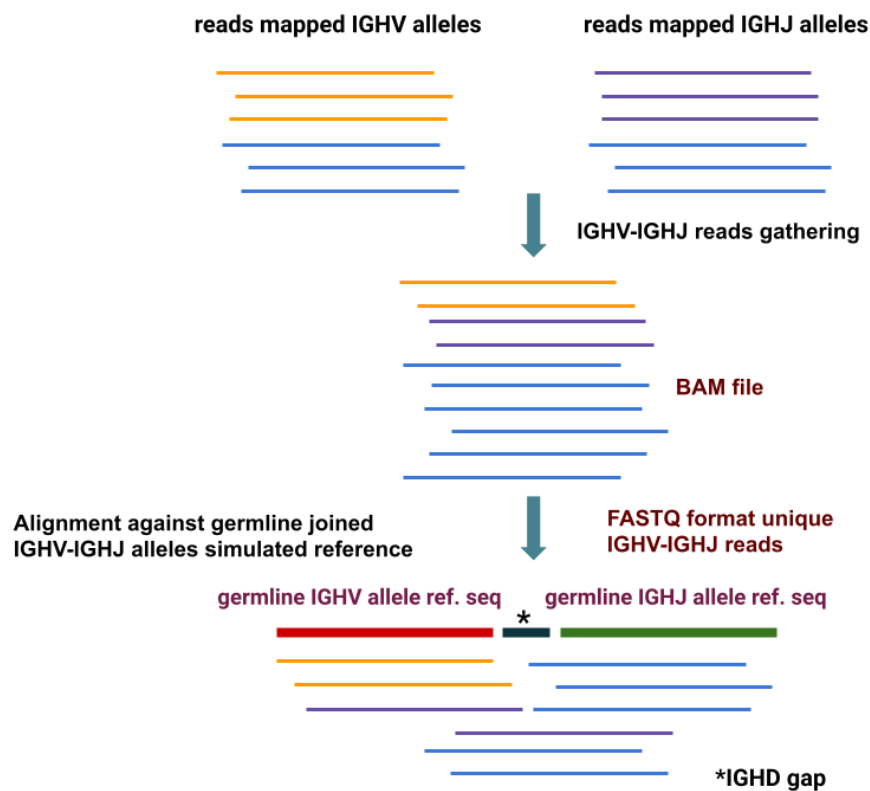 reads mapped IGHV alleles
reads mapped IGHJ alleles
IGHV-IGHJ reads gathering
BAM file
Alignment against germline joined
IGHV-IGHJ alleles simulated reference
FASTQ format unique
IGHV-IGHJ reads
germline IGHV allele ref. seq
germline IGHJ allele ref. seq
*
*IGHD gap